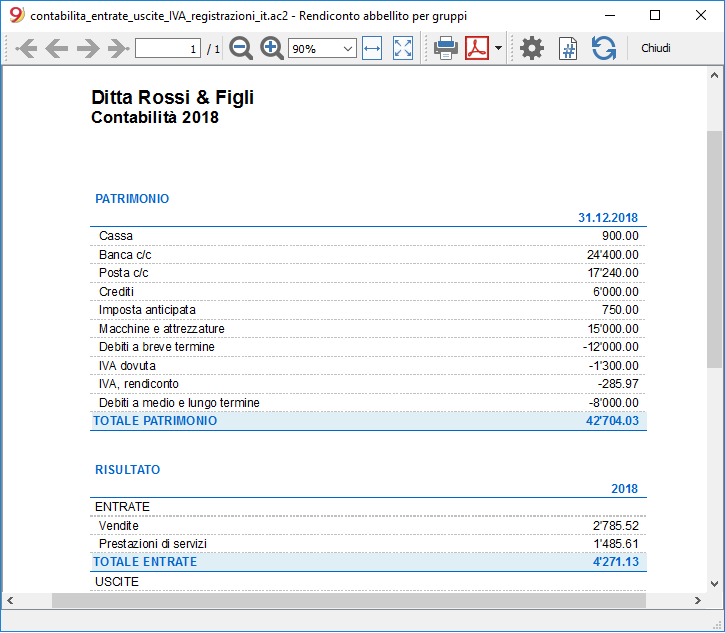 contabilita_entrate_uscite_IVA_registrazioni_it.ac2 - Rendiconto abbellito per gruppi
1 / 1 90% Chiudi
Ditta Rossi & Figli
Contabilità 2018
PATRIMONIO
31.12.2018
Cassa 900.00
Banca c/c 24'400.00
Posta c/c 17'240.00
Crediti 6'000.00
Imposta anticipata 750.00
Macchine e attrezzature 15'000.00
Debiti a breve termine -12'000.00
IVA dovuta -1'300.00
IVA, rendiconto -285.97
Debiti a medio e lungo termine -8'000.00
TOTALE PATRIMONIO 42'704.03
RISULTATO
2018
ENTRATE
Vendite 2'785.52
Prestazioni di servizi 1'485.61
TOTALE ENTRATE 4'271.13
USCITE